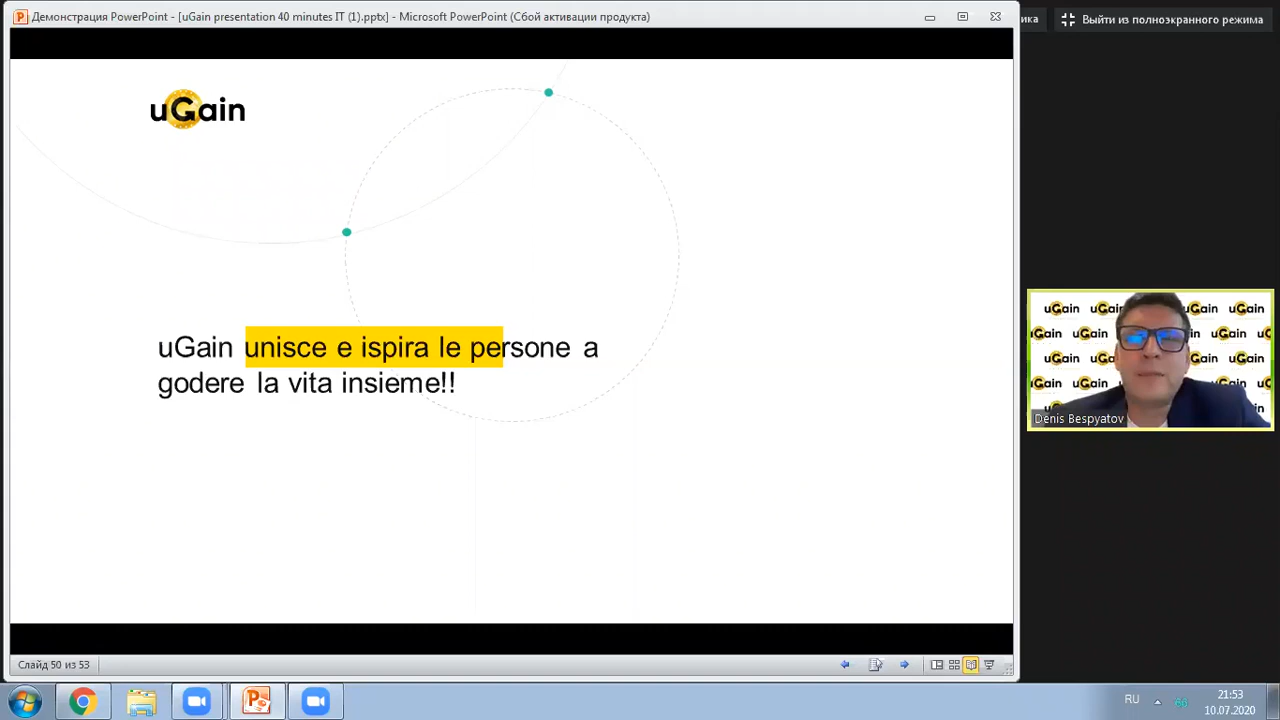 Демонстрация PowerPoint - [uGain presentation 40 minutes IT (1).pptx] - Microsoft PowerPoint (Сбой активации продукта)
ика
Выйти из полноэкранного режима
uGain
uGain unisce e ispira le persone a
godere la vita insieme!!
uGain uGain uGain uGain
uGain
Denis Bespyatov
Слайд 50 из 53
RU
21:53
10.07.2020